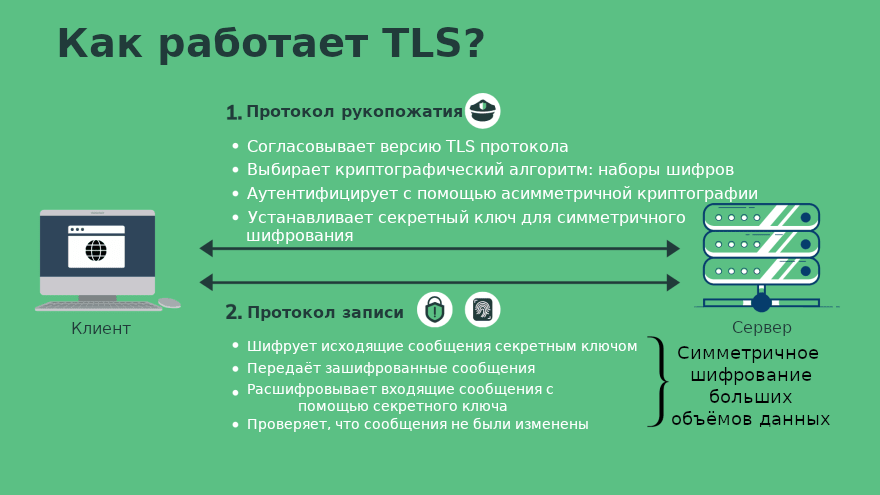 Как работает TLS?
1. Протокол рукопожатия
• Согласовывает версию TLS протокола
• Выбирает криптографический алгоритм: наборы шифров
• Аутентифицирует с помощью асимметричной криптографии
• Устанавливает секретный ключ для симметричного
шифрования
Клиент
Сервер
2. Протокол записи
• Шифрует исходящие сообщения секретным ключом
• Передаёт зашифрованные сообщения
• Расшифровывает входящие сообщения с
помощью секретного ключа
• Проверяет, что сообщения не были изменены
Симметричное
шифрование
больших
объёмов данных